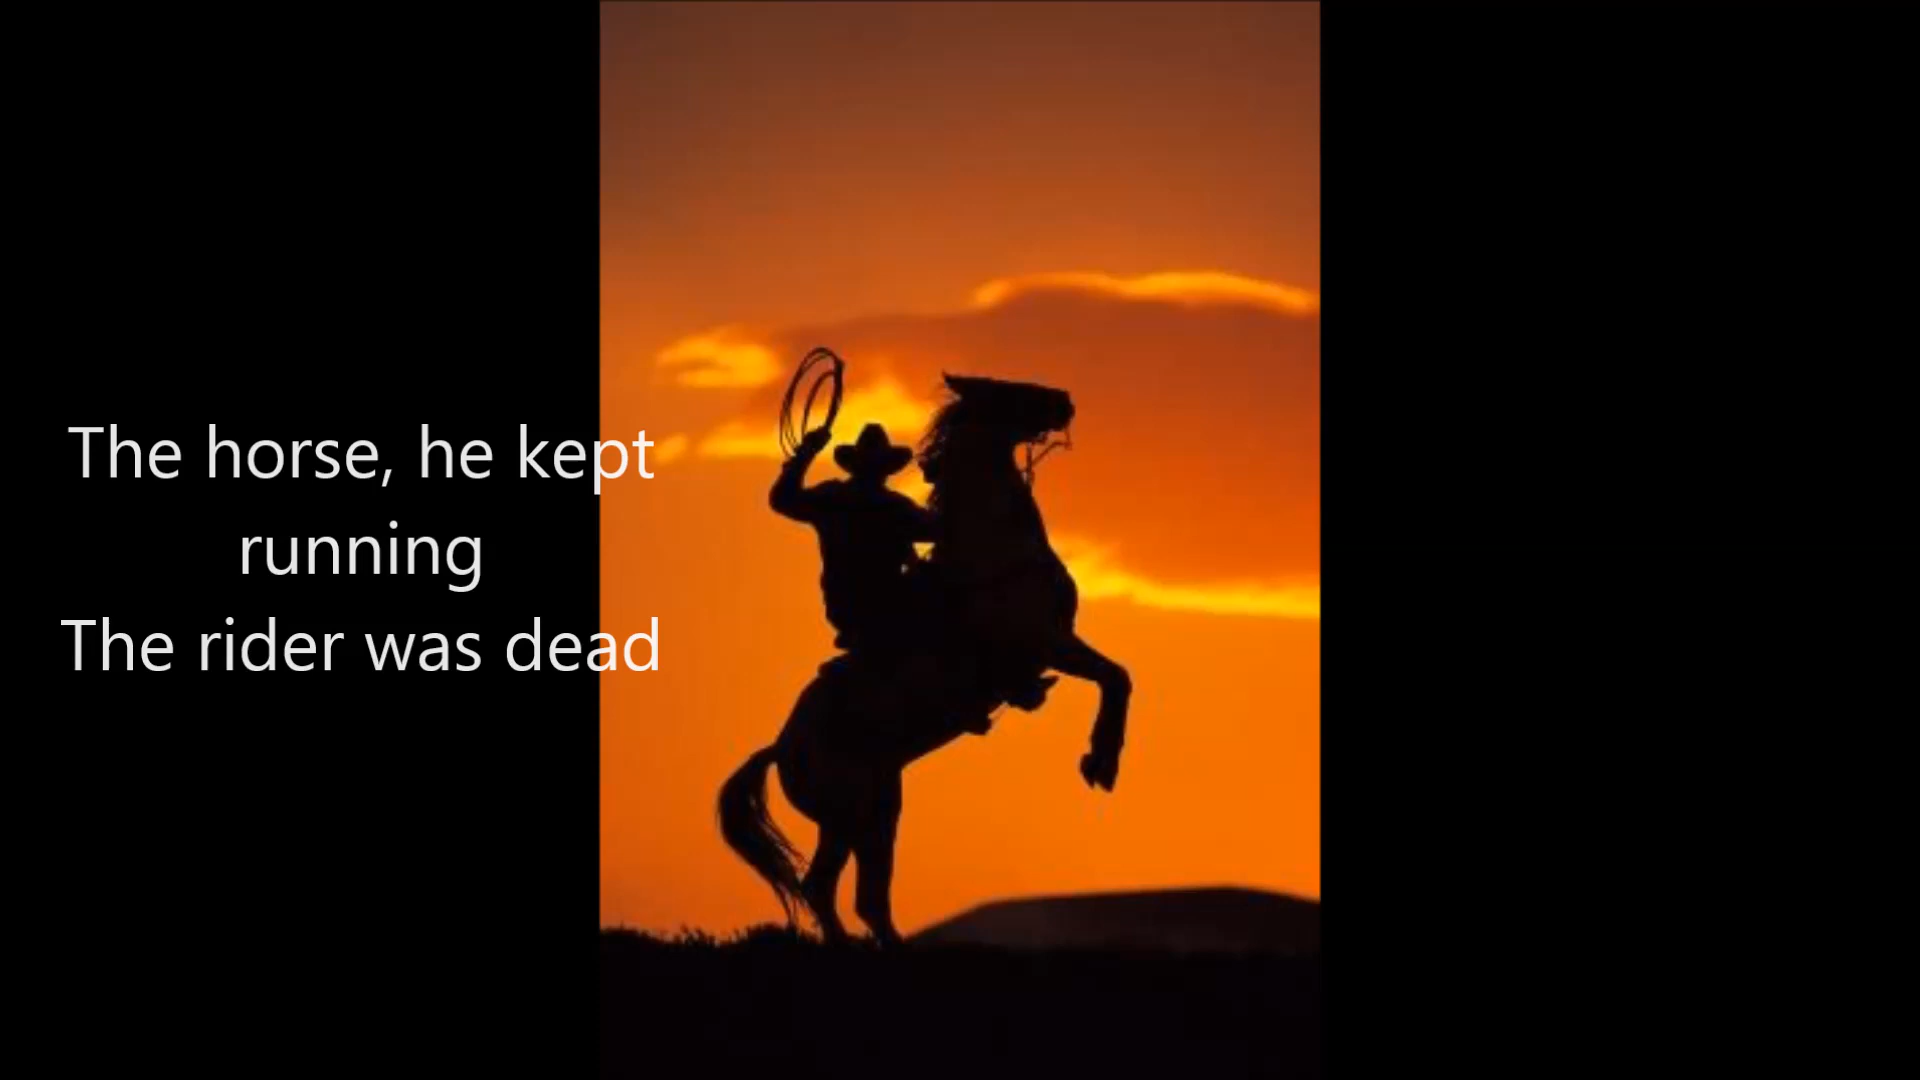 The horse, he kept
running
The rider was dead